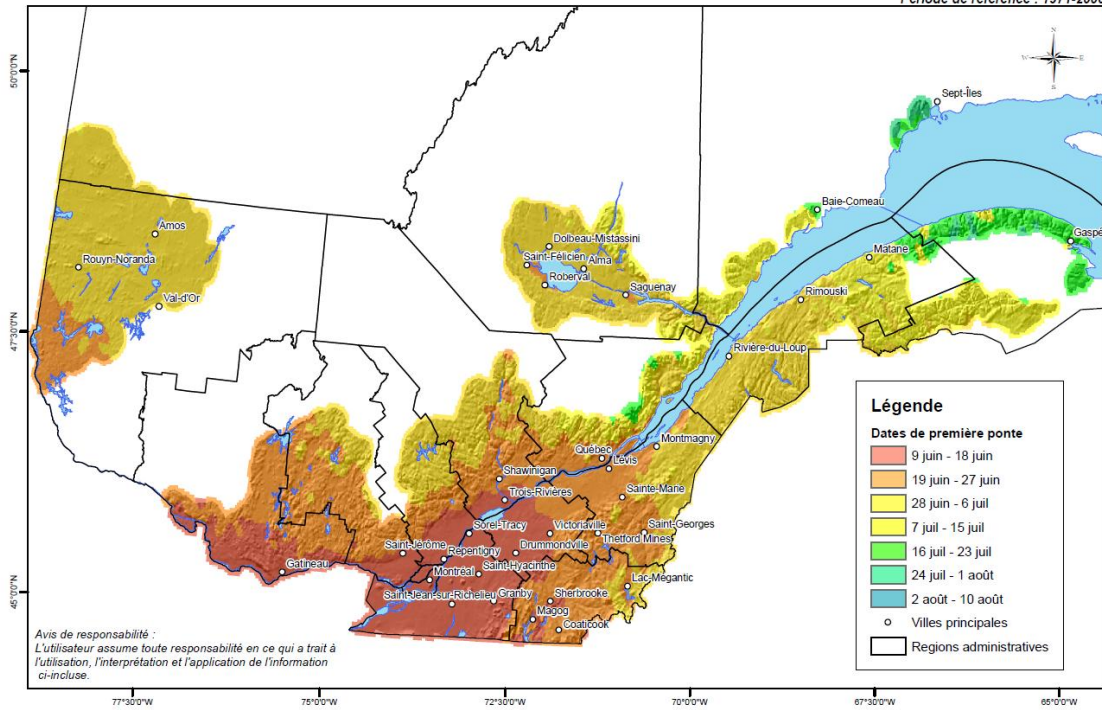 50°0'0"N
N
W
E
S
Sept-Îles
Baie-Comeau
Gaspé
Amos
Dolbeau-Mistassini
Matane
Rouyn-Noranda
Saint-Félicien
Alma
Roberval
Saguenay
Rimouski
Val-d'Or
47°30'0"N
Rivière-du-Loup
Montmagny
Québec
Lévis
Shawinigan
Trois-Rivières
Sainte-Marie
Sorel-Tracy
Victoriaville
Saint-Georges
Thetford Mines
Saint-Jérôme
Drummondville
Repentigny
Gatineau
Montréal
Saint-Hyacinthe
Lac-Mégantic
45°0'0"N
Saint-Jean-sur-Richelieu
Granby
Sherbrooke
Magog
Coaticook
Légende
Dates de première ponte
9 juin - 18 juin
19 juin - 27 juin
28 juin - 6 juil
7 juil - 15 juil
16 juil - 23 juil
24 juil - 1 août
2 août - 10 août
Villes principales
Regions administratives
Avis de responsabilité :
L'utilisateur assume toute responsabilité en ce qui a trait à
l'utilisation, l'interprétation et l'application de l'information
ci-incluse.
77°30'0"W
75°0'0"W
72°30'0"W
70°0'0"W
67°30'0"W
65°0'0"W